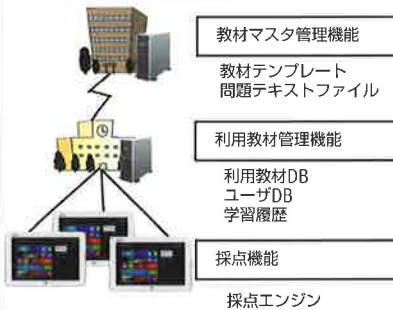 教材マスタ管理機能
教材テンプレート
問題テキストファイル
利用教材管理機能
利用教材DB
ユーザDB
学習履歴
採点機能
採点エンジン